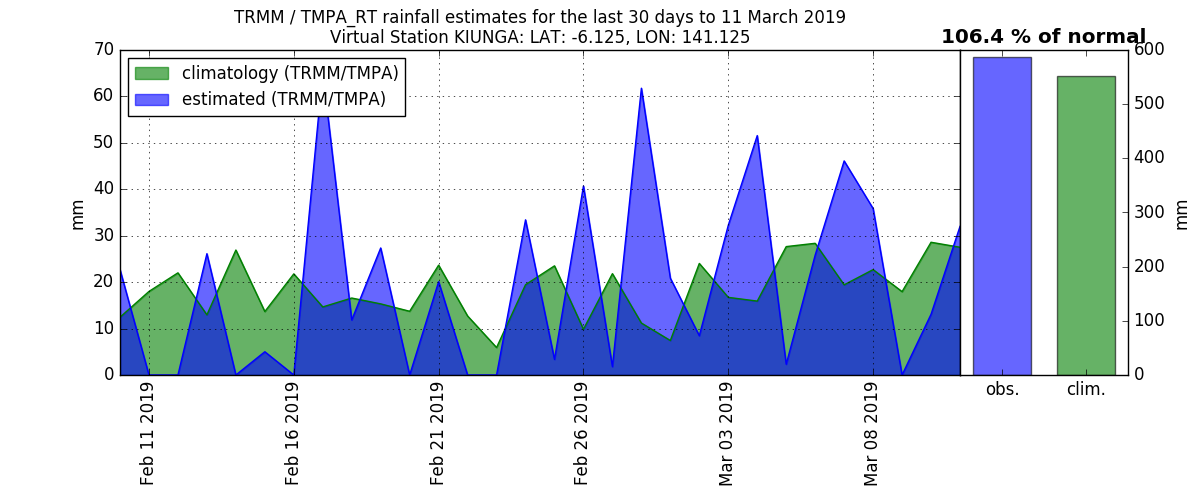 TRMM / TMPA_RT rainfall estimates for the last 30 days to 11 March 2019
Virtual Station KIUNGA: LAT: -6.125, LON: 141.125
106.4 % of normal
climatology (TRMM/TMPA)
estimated (TRMM/TMPA)
mm
70
60
50
40
30
20
10
0
Feb 11 2019
Feb 16 2019
Feb 21 2019
Feb 26 2019
Mar 03 2019
Mar 08 2019
obs.
clim.
600
500
400
300
200
100
0
mm